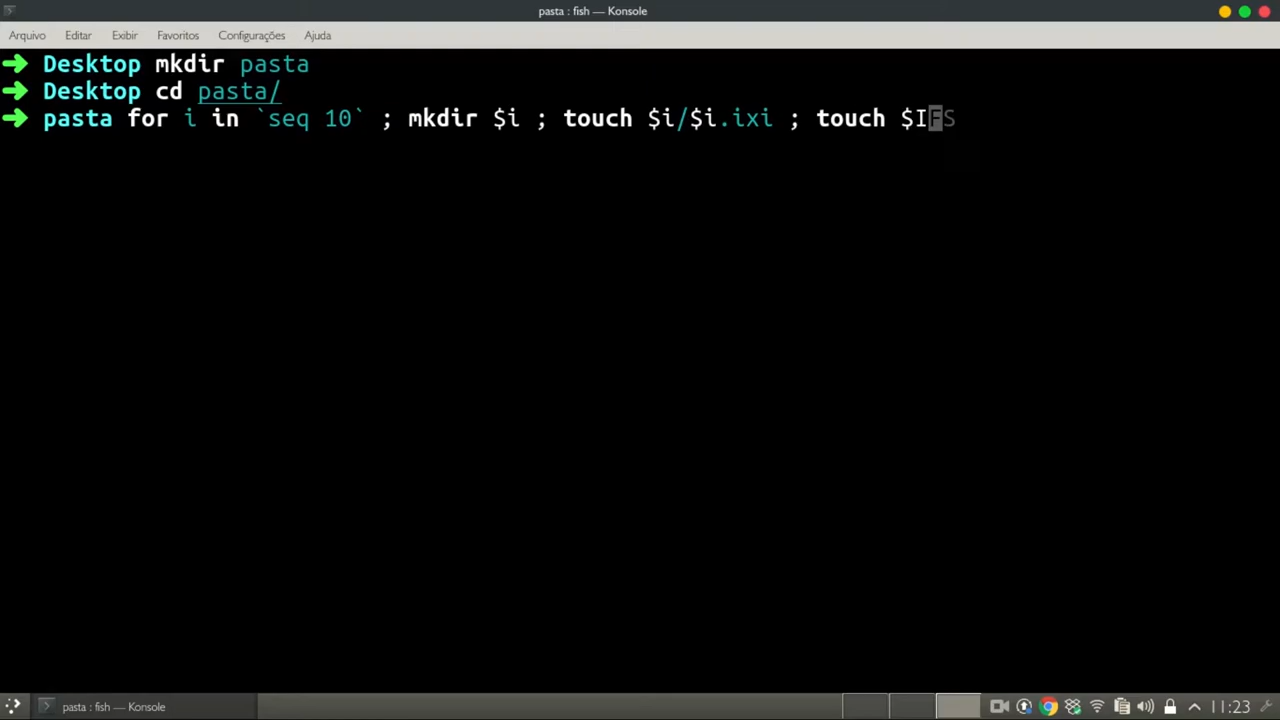 pasta : fish — Konsole
Arquivo Editar Exibir Favoritos Configurações Ajuda
Desktop mkdir pasta
Desktop cd pasta/
pasta for i in `seq 10` ; mkdir $i ; touch $i/$i.ixi ; touch $IFS
pasta : fish — Konsole
11:23